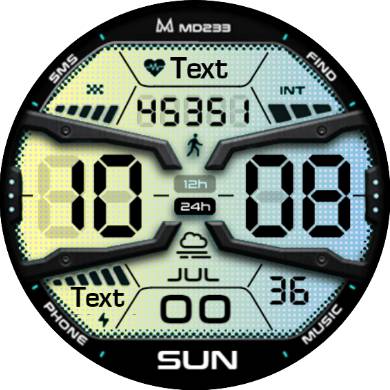 MD233
SMS
FIND
Text
INT
45351
10
08
12h
24h
JUL
Text
36
00
PHONE
MUSIC
SUN